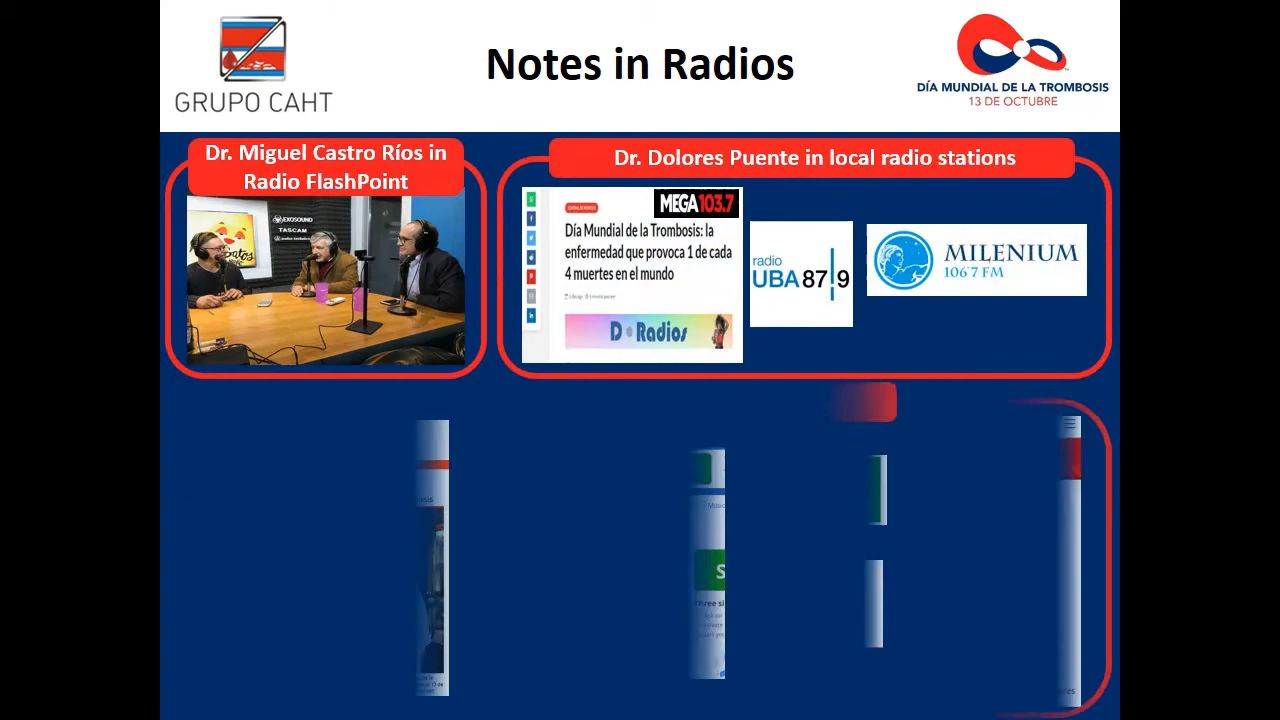 GRUPO CAHT
Notes in Radios
DÍA MUNDIAL DE LA TROMBOSIS
13 DE OCTUBRE
Dr. Miguel Castro Ríos in
Radio FlashPoint
EXOSOUND
TASCAM
Dr. Dolores Puente in local radio stations
MEGA 103.7
Día Mundial de la Trombosis: la
enfermedad que provoca 1 de cada
4 muertes en el mundo
D Radios
radio
UBA 87!9
MILENIUM
106'7 FM